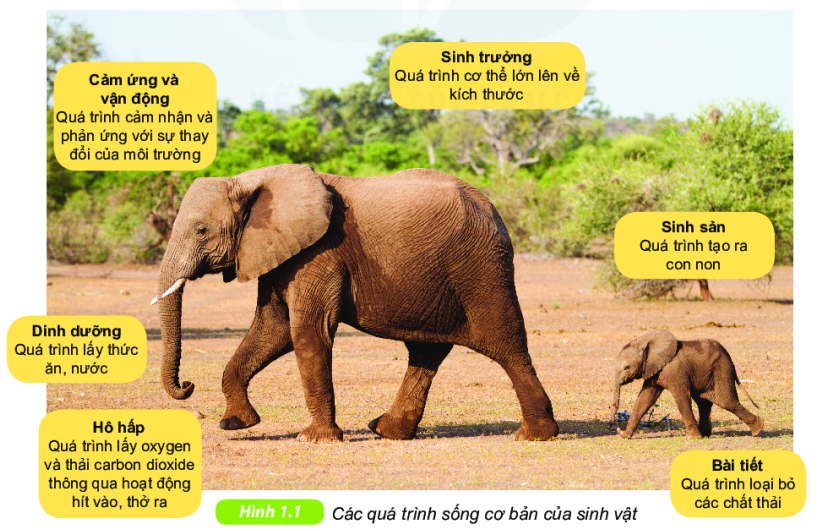 Cảm ứng và
vận động
Quá trình cảm nhận và
phản ứng với sự thay
đổi của môi trường
Sinh trưởng
Quá trình cơ thể lớn lên về
kích thước
Sinh sản
Quá trình tạo ra
con non
Dinh dưỡng
Quá trình lấy thức
ăn, nước
Hô hấp
Quá trình lấy oxygen
và thải carbon dioxide
thông qua hoạt động
hít vào, thở ra
Bài tiết
Quá trình loại bỏ
các chất thải
Hình 1.1 Các quá trình sống cơ bản của sinh vật